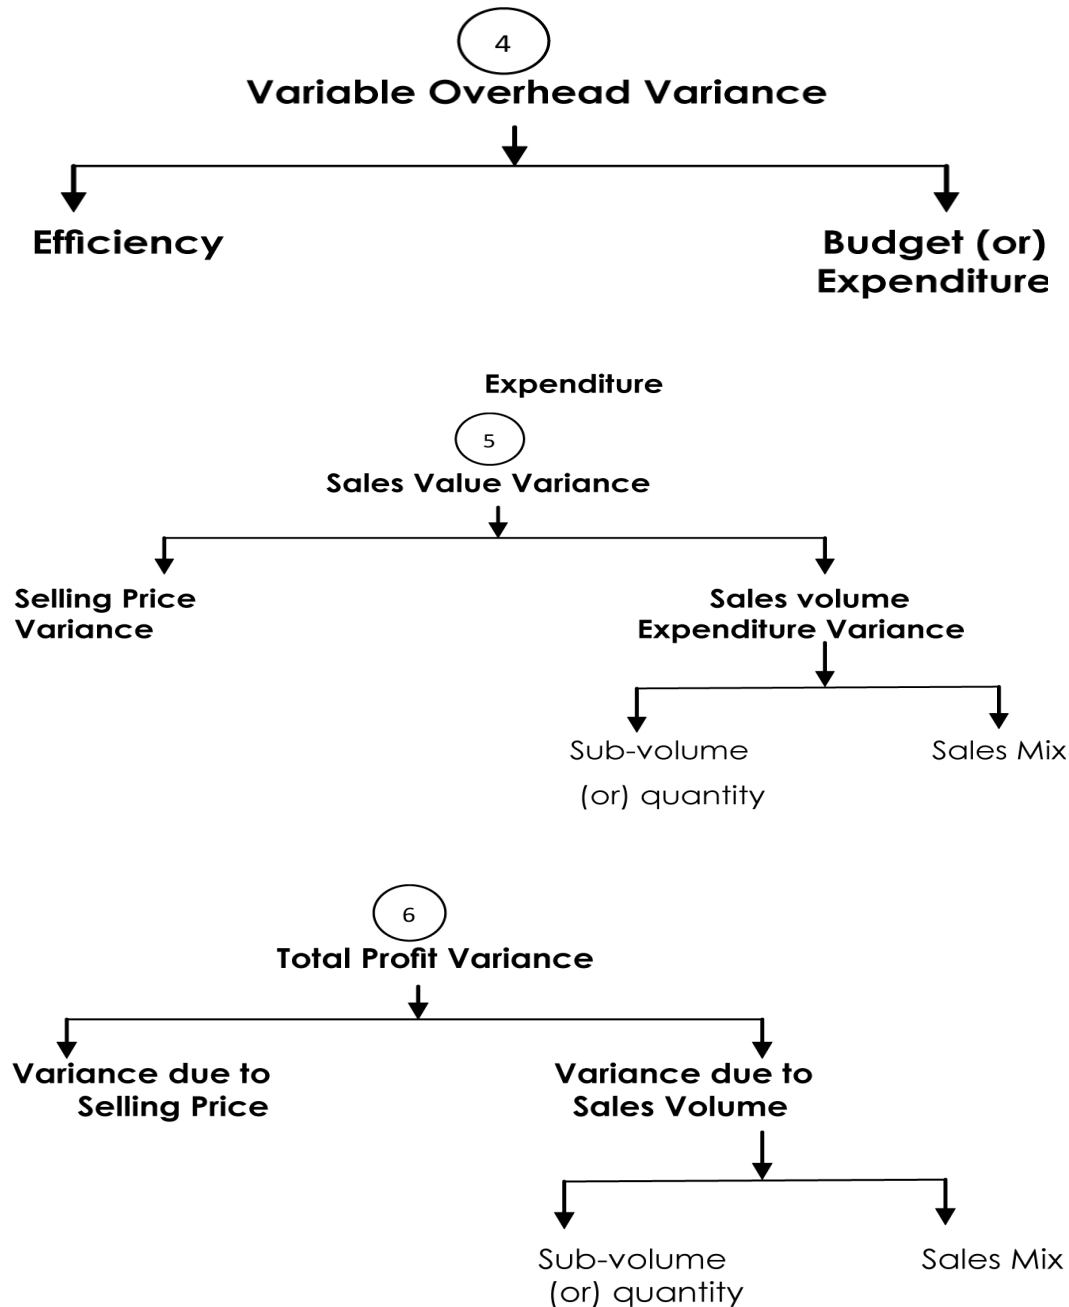 4
Variable Overhead Variance
Efficiency
Budget (or)
Expenditure
Expenditure
5
Sales Value Variance
Selling Price
Variance
Sales volume
Expenditure Variance
Sub-volume
(or) quantity
Sales Mix
6
Total Profit Variance
Variance due to
Selling Price
Variance due to
Sales Volume
Sub-volume
(or) quantity
Sales Mix